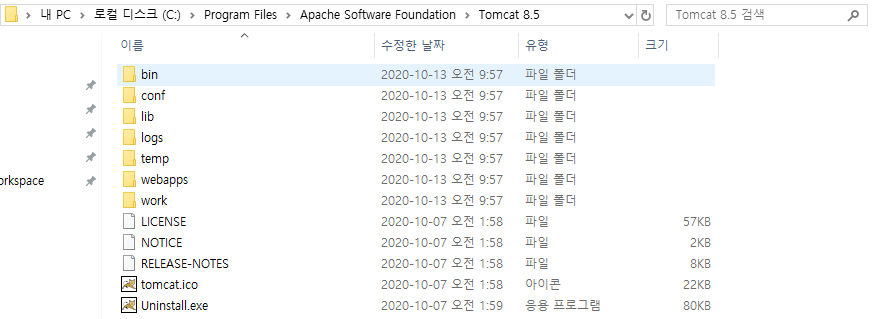 내 PC > 로컬 디스크 (C:) > Program Files > Apache Software Foundation > Tomcat 8.5 Tomcat 8.5 검색
이름 수정한 날짜 유형 크기
bin 2020-10-13 오전 9:57 파일 폴더
conf 2020-10-13 오전 9:57 파일 폴더
lib 2020-10-13 오전 9:57 파일 폴더
logs 2020-10-13 오전 9:57 파일 폴더
temp 2020-10-13 오전 9:57 파일 폴더
orkspace webapps 2020-10-13 오전 9:57 파일 폴더
work 2020-10-13 오전 9:57 파일 폴더
LICENSE 2020-10-07 오전 1:58 파일 57KB
NOTICE 2020-10-07 오전 1:58 파일 2KB
RELEASE-NOTES 2020-10-07 오전 1:58 파일 8KB
tomcat.ico 2020-10-07 오전 1:58 아이콘 22KB
Uninstall.exe 2020-10-07 오전 1:59 응용 프로그램 80KB